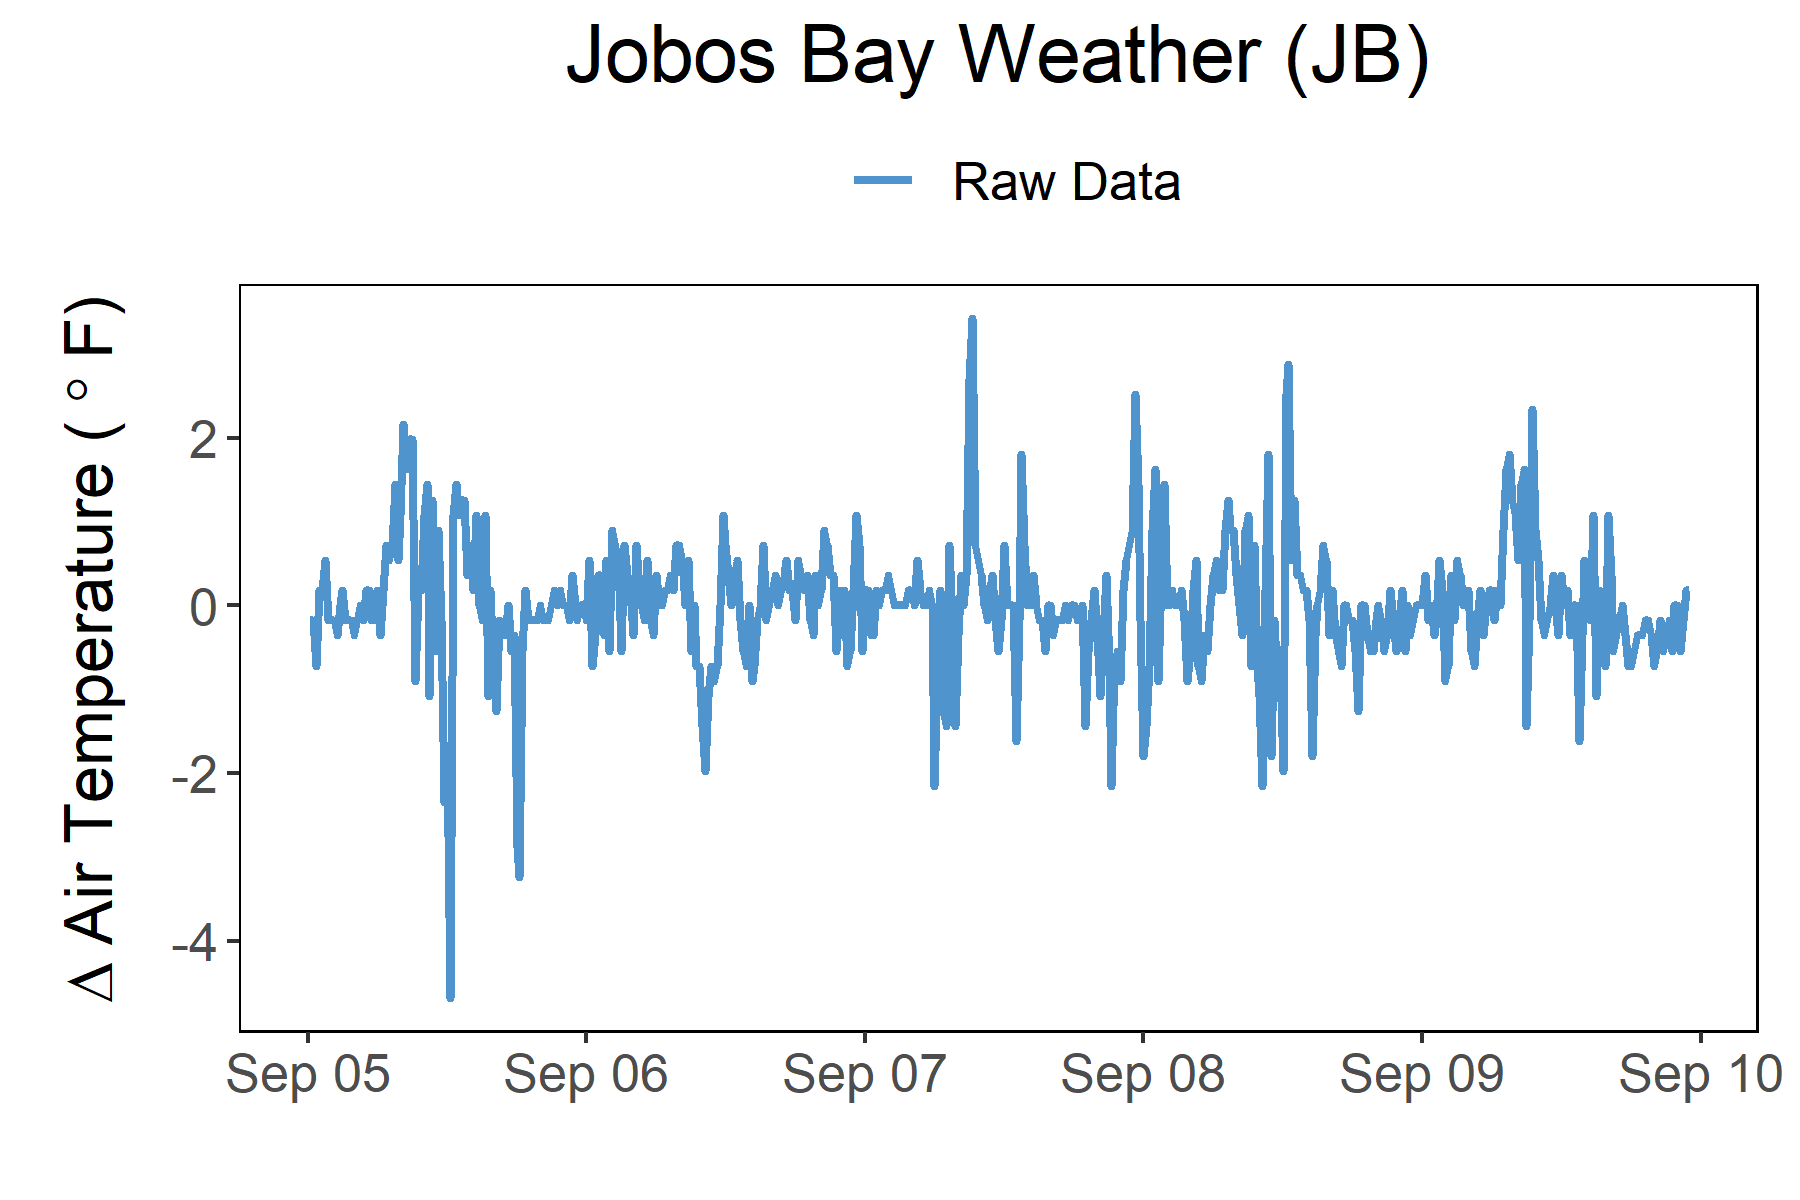 Jobos Bay Weather (JB)
Raw Data
Δ Air Temperature ( ° F)
2
0
-2
-4
Sep 05 Sep 06 Sep 07 Sep 08 Sep 09 Sep 10